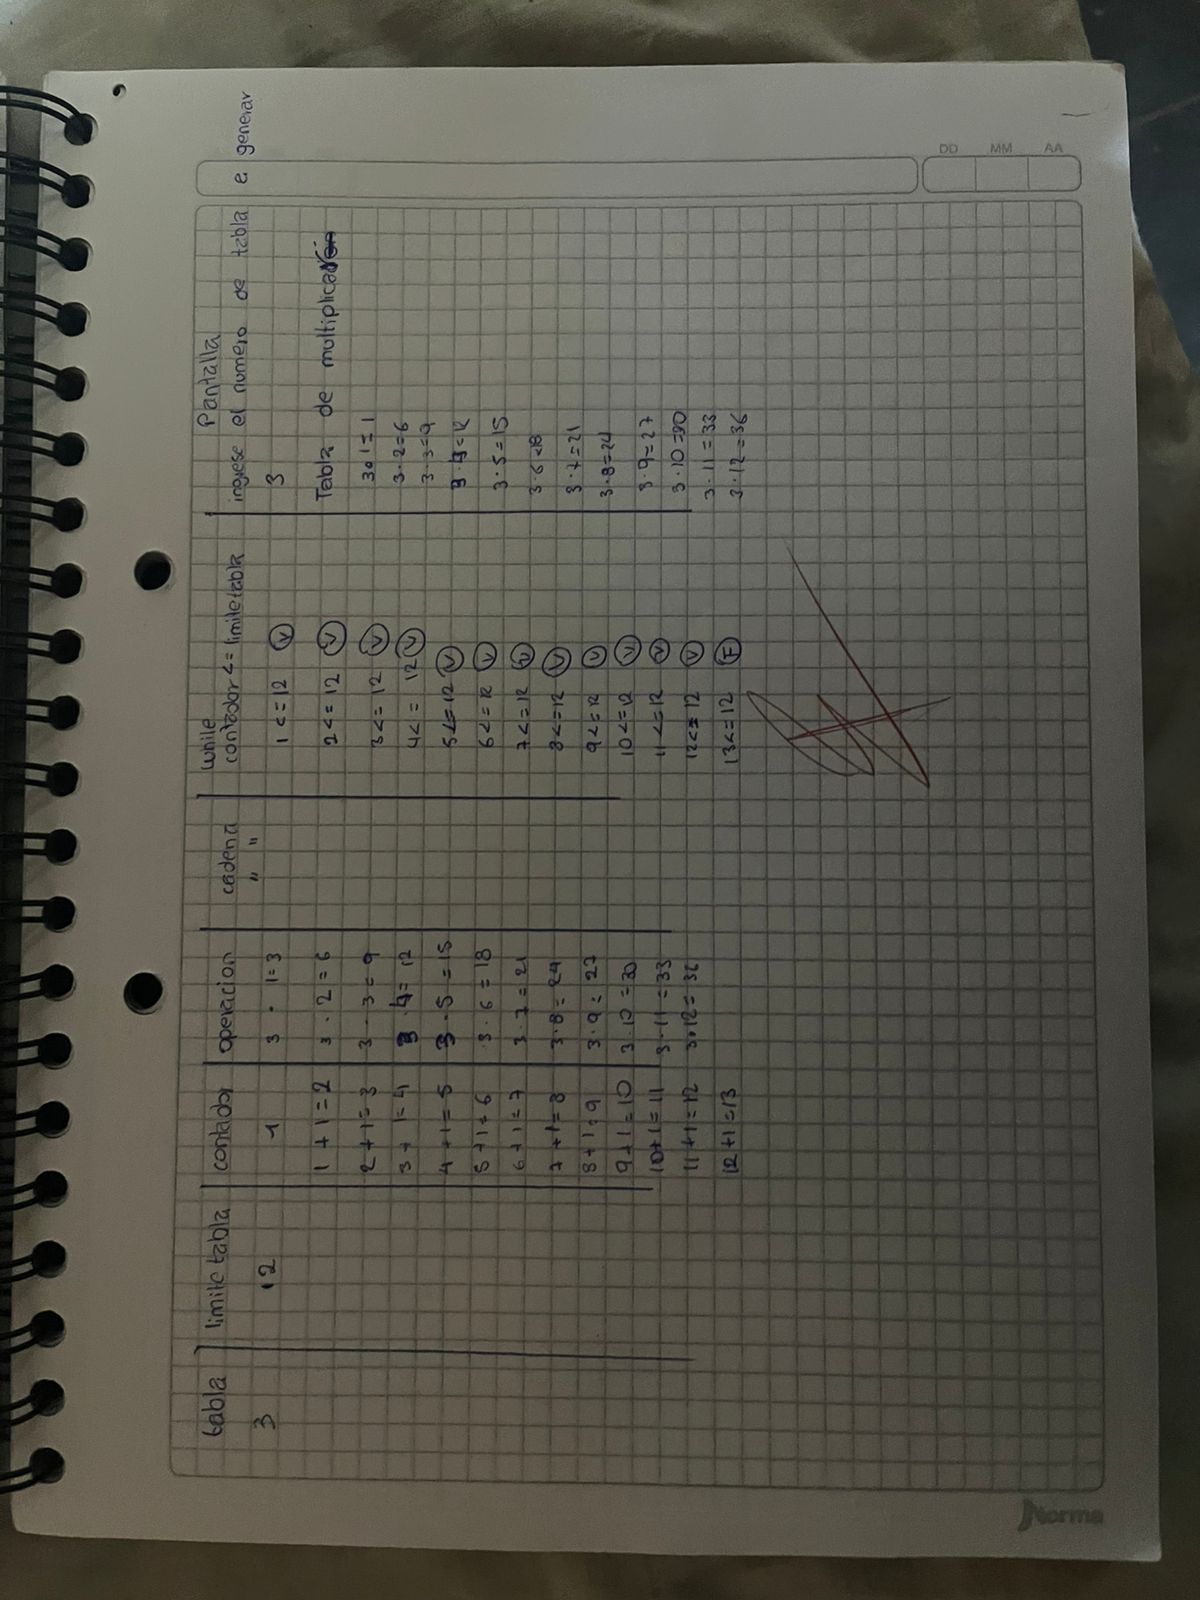 tabla
3
limite tabla
12
contador
1
1+1=2
2+1=3
3+1=4
4+1=5
5+1=6
6+1=7
7+1=8
8+1=9
9+1=10
10+1=11
11+1=12
12+1=13
operacion
3 · 1=3
3 · 2=6
3 · 3=9
3 · 4=12
3 · 5=15
3 · 6=18
3 · 7=21
3 · 8=24
3 · 9=27
3 · 10=30
3 · 11=33
3 · 12=36
cadena
" "
while
contador <= limite tabla
1<=12 V
2<=12 V
3<=12 V
4<=12 V
5<=12 V
6<=12 V
7<=12 V
8<=12 V
9<=12 V
10<=12 V
11<=12 V
12<=12 V
13<=12 F
Pantalla
ingrese el numero de tabla e generar
3
Tabla de multiplicar
3·1=1
3·2=6
3·3=9
3·4=12
3·5=15
3·6=18
3·7=21
3·8=24
3·9=27
3·10=30
3·11=33
3·12=36
DD MM AA
Norma